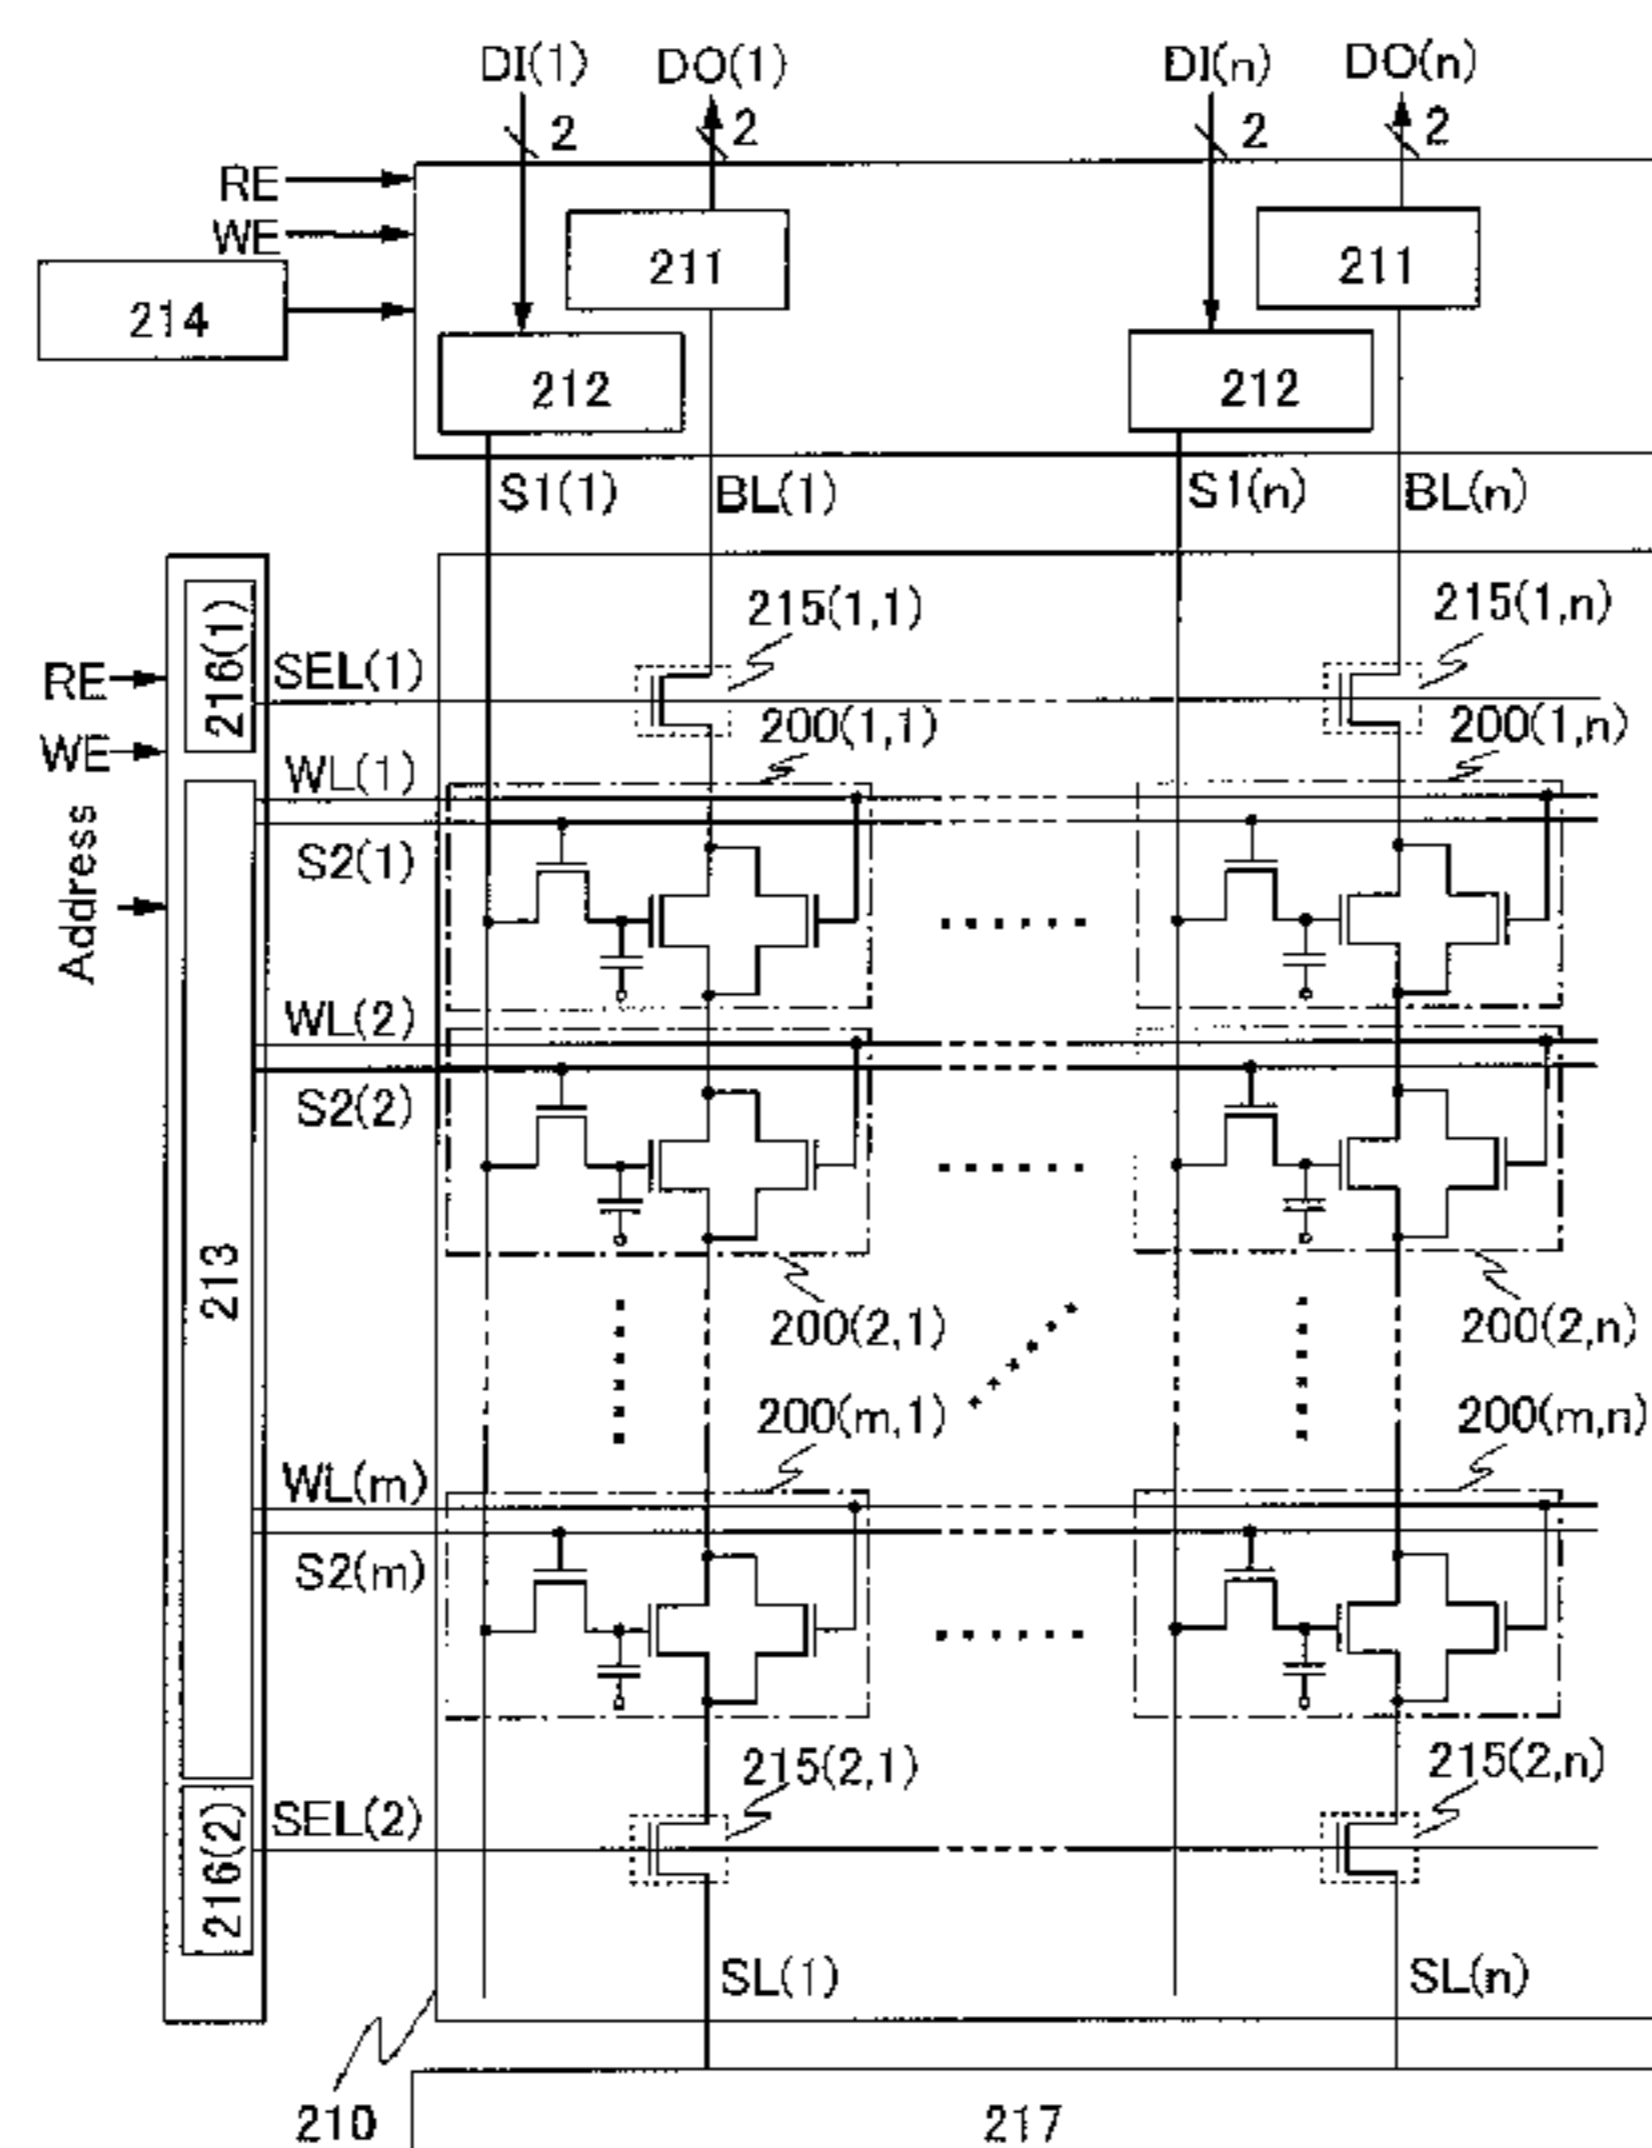 DI(1) DO(1) DI(n) DO(n)
2 2 2 2
RE
WE
211 211
214
212 212
S1(1) BL(1) S1(n) BL(n)
216(1)
215(1,1) 215(1,n)
RE
SEL(1)
200(1,1) 200(1,n)
WE
WL(1)
Address
S2(1)
WL(2)
S2(2)
213
200(2,1) 200(2,n)
200(m,1) 200(m,n)
WL(m)
S2(m)
215(2,1) 215(2,n)
216(2)
SEL(2)
SL(1) SL(n)
210 217